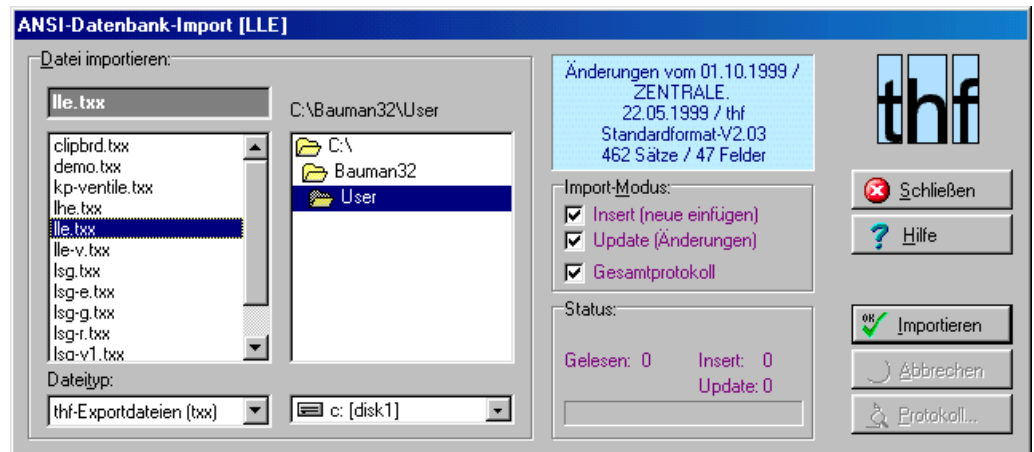 ANSI-Datenbank-Import [LLE]
Datei importieren:
lle.txx
clipbrd.txx
demo.txx
kp-ventile.txx
lhe.txx
lle.txx
lle-v.txx
lsg.txx
lsg-e.txx
lsg-g.txx
lsg-r.txx
lsg-v1.txx
Dateityp:
thf-Exportdateien (txx)
C:\Bauman32\User
C:\
Bauman32
User
c: [disk1]
Änderungen vom 01.10.1999 /
ZENTRALE.
22.05.1999 / thf
Standardformat-V2.03
462 Sätze / 47 Felder
Import-Modus:
Insert (neue einfügen)
Update (Änderungen)
Gesamtprotokoll
Status:
Gelesen: 0 Insert: 0
Update: 0
thf
Schließen
Hilfe
OK Importieren
Abbrechen
Protokoll...